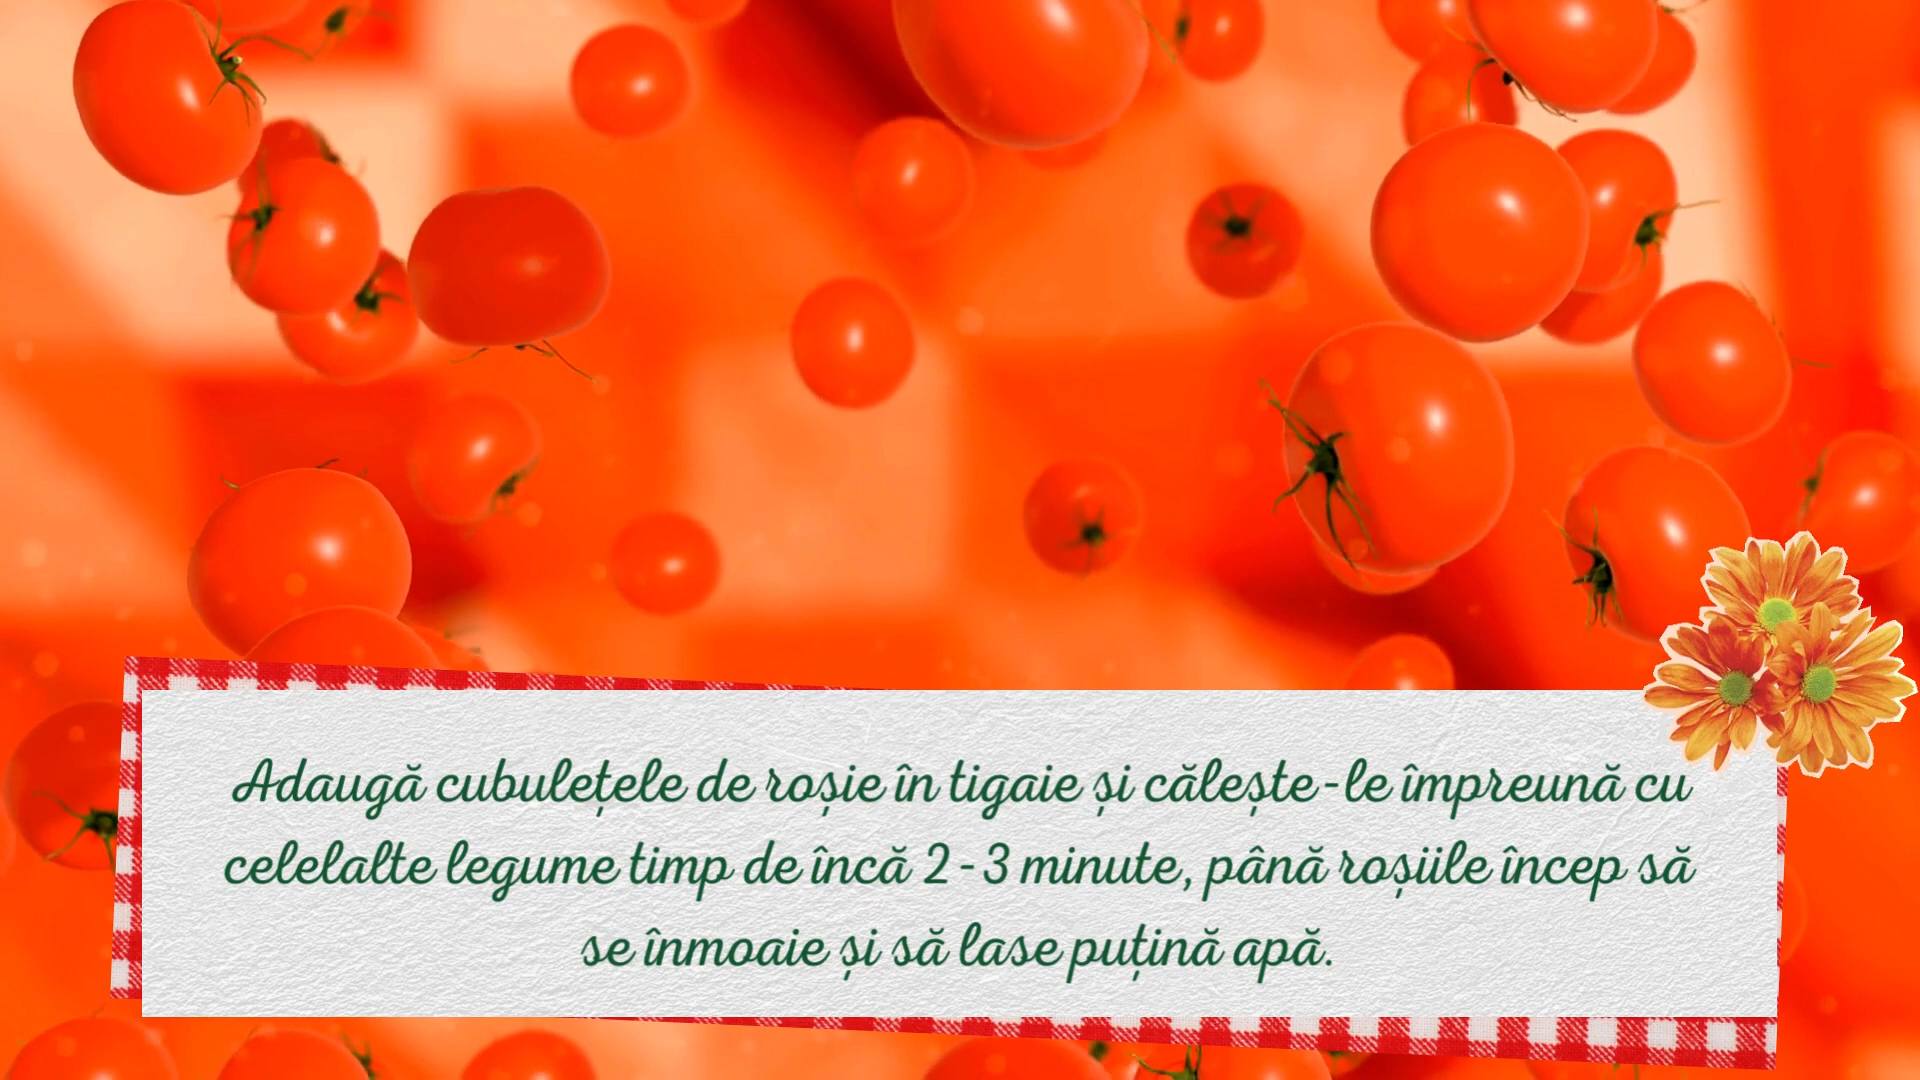 Adaugă cubulețele de roșie în tigaie și călește-le împreună cu
celelalte legume timp de încă 2-3 minute, până roșiile încep să
se înmoaie și să lase puțină apă.